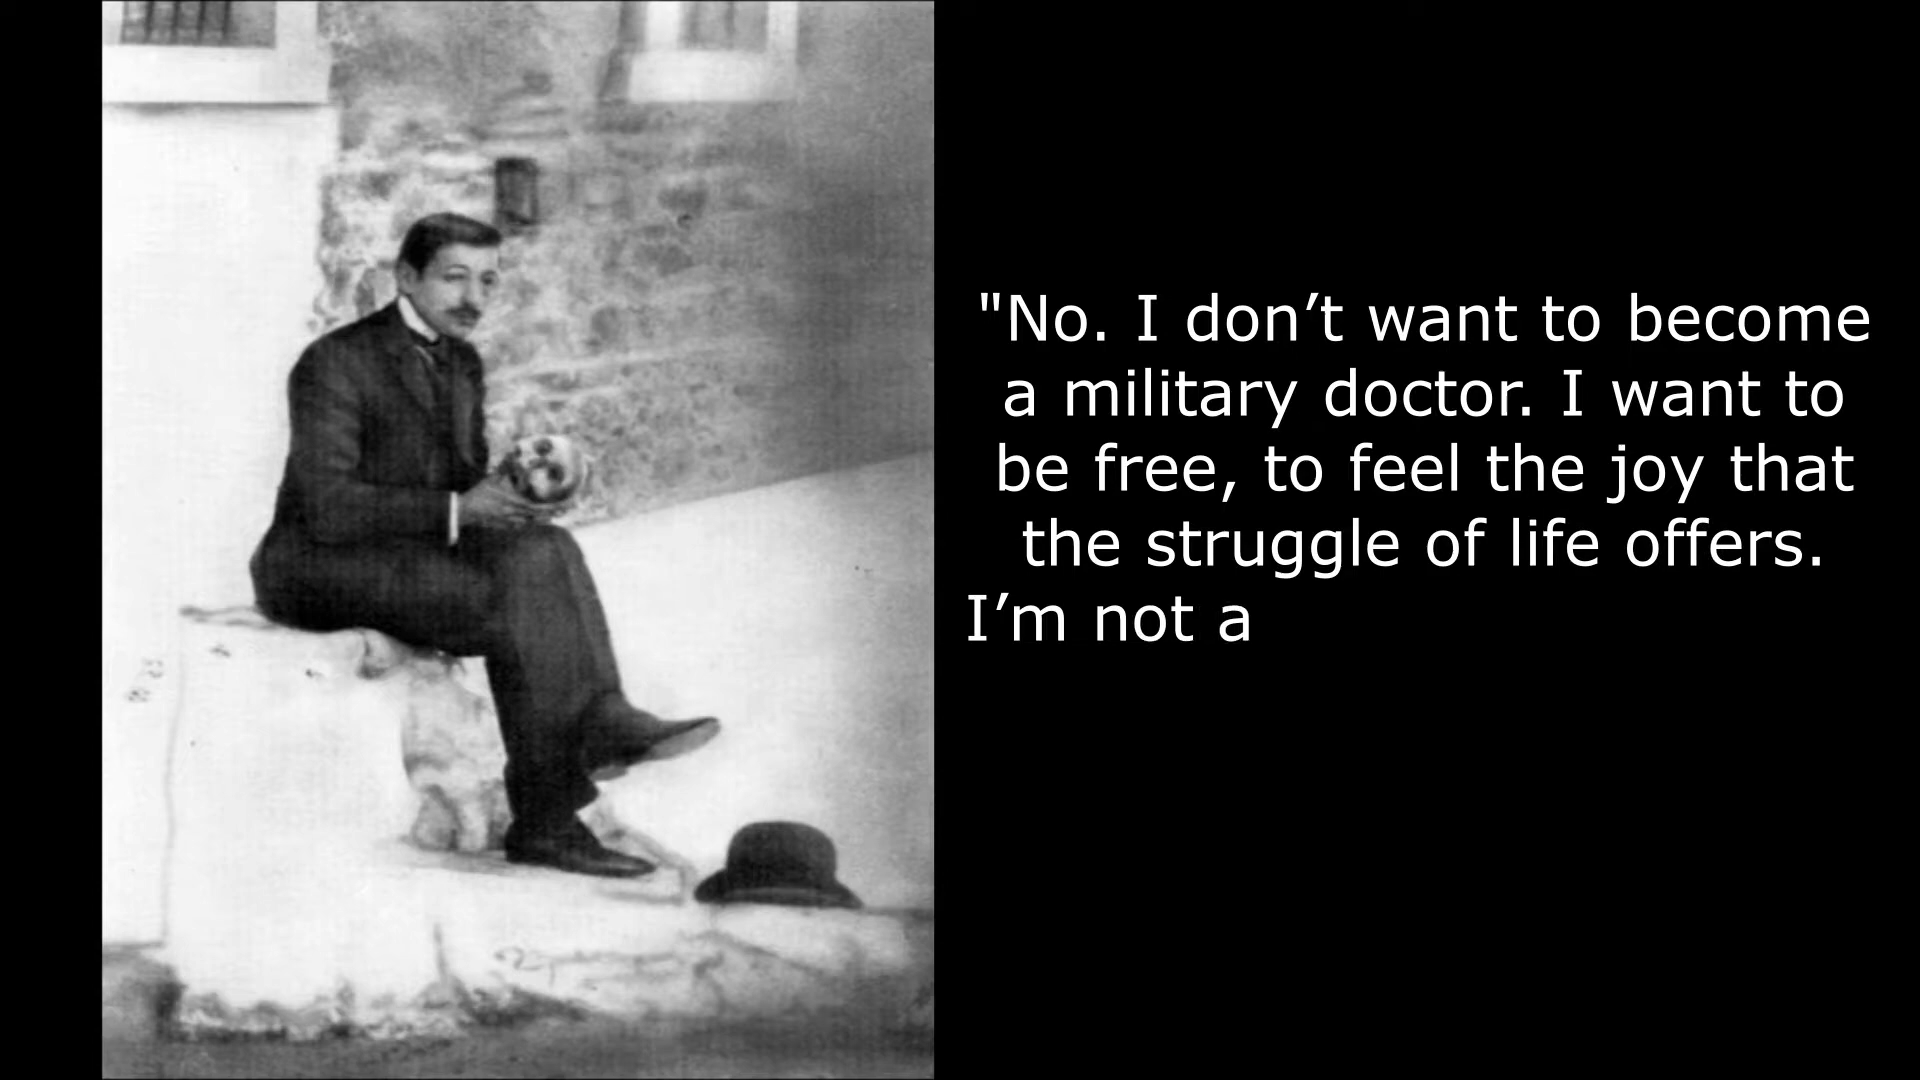 "No. I don’t want to become
a military doctor. I want to
be free, to feel the joy that
the struggle of life offers.
I’m not a